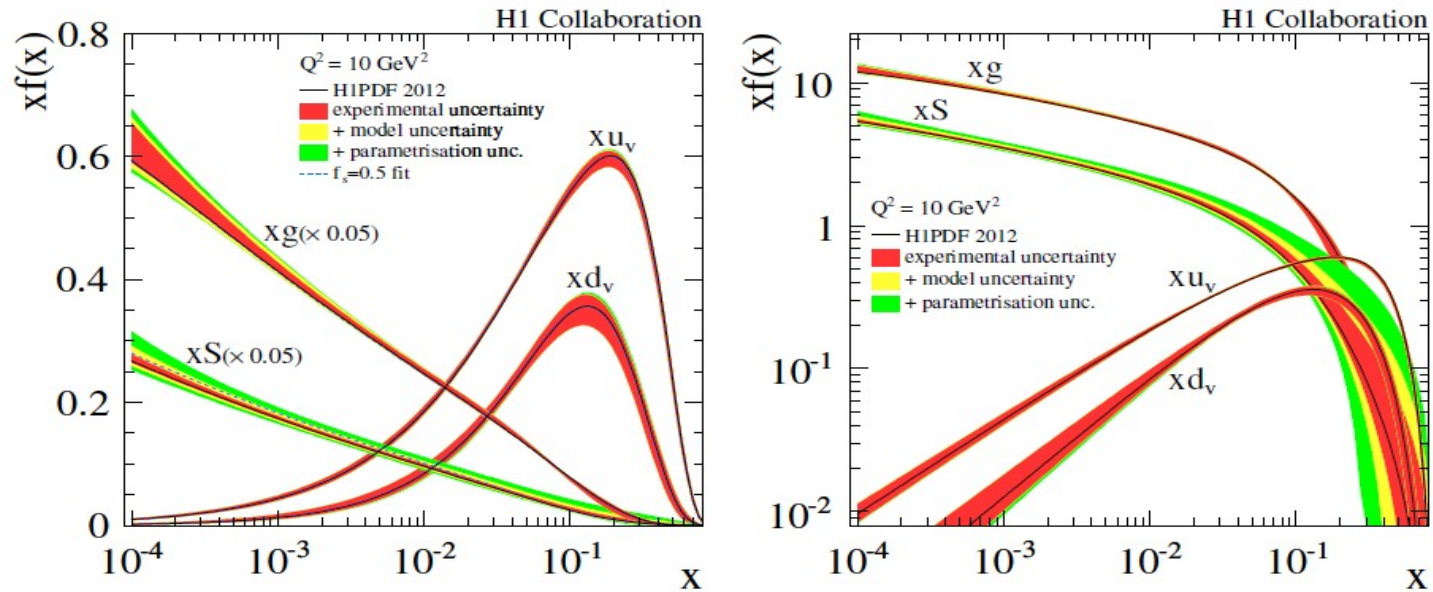 H1 Collaboration
xf(x)
0.8
0.6
0.4
0.2
0
Q² = 10 GeV²
H1PDF 2012
experimental uncertainty
+ model uncertainty
+ parametrisation unc.
f_s=0.5 fit
xu_v
xg(× 0.05)
xd_v
xS(× 0.05)
10⁻⁴
10⁻³
10⁻²
10⁻¹
x
H1 Collaboration
xf(x)
10
1
10⁻¹
10⁻²
xg
xS
Q² = 10 GeV²
H1PDF 2012
experimental uncertainty
+ model uncertainty
+ parametrisation unc.
xu_v
xd_v
10⁻⁴
10⁻³
10⁻²
10⁻¹
x